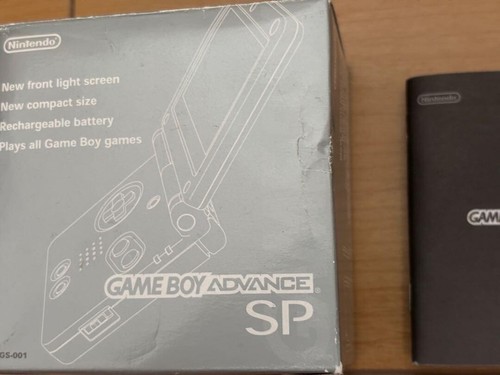 Nintendo
New front light screen
New compact size
Rechargeable battery
Plays all Game Boy games
GAME BOY ADVANCE
SP
GS-001
Nintendo
GAM